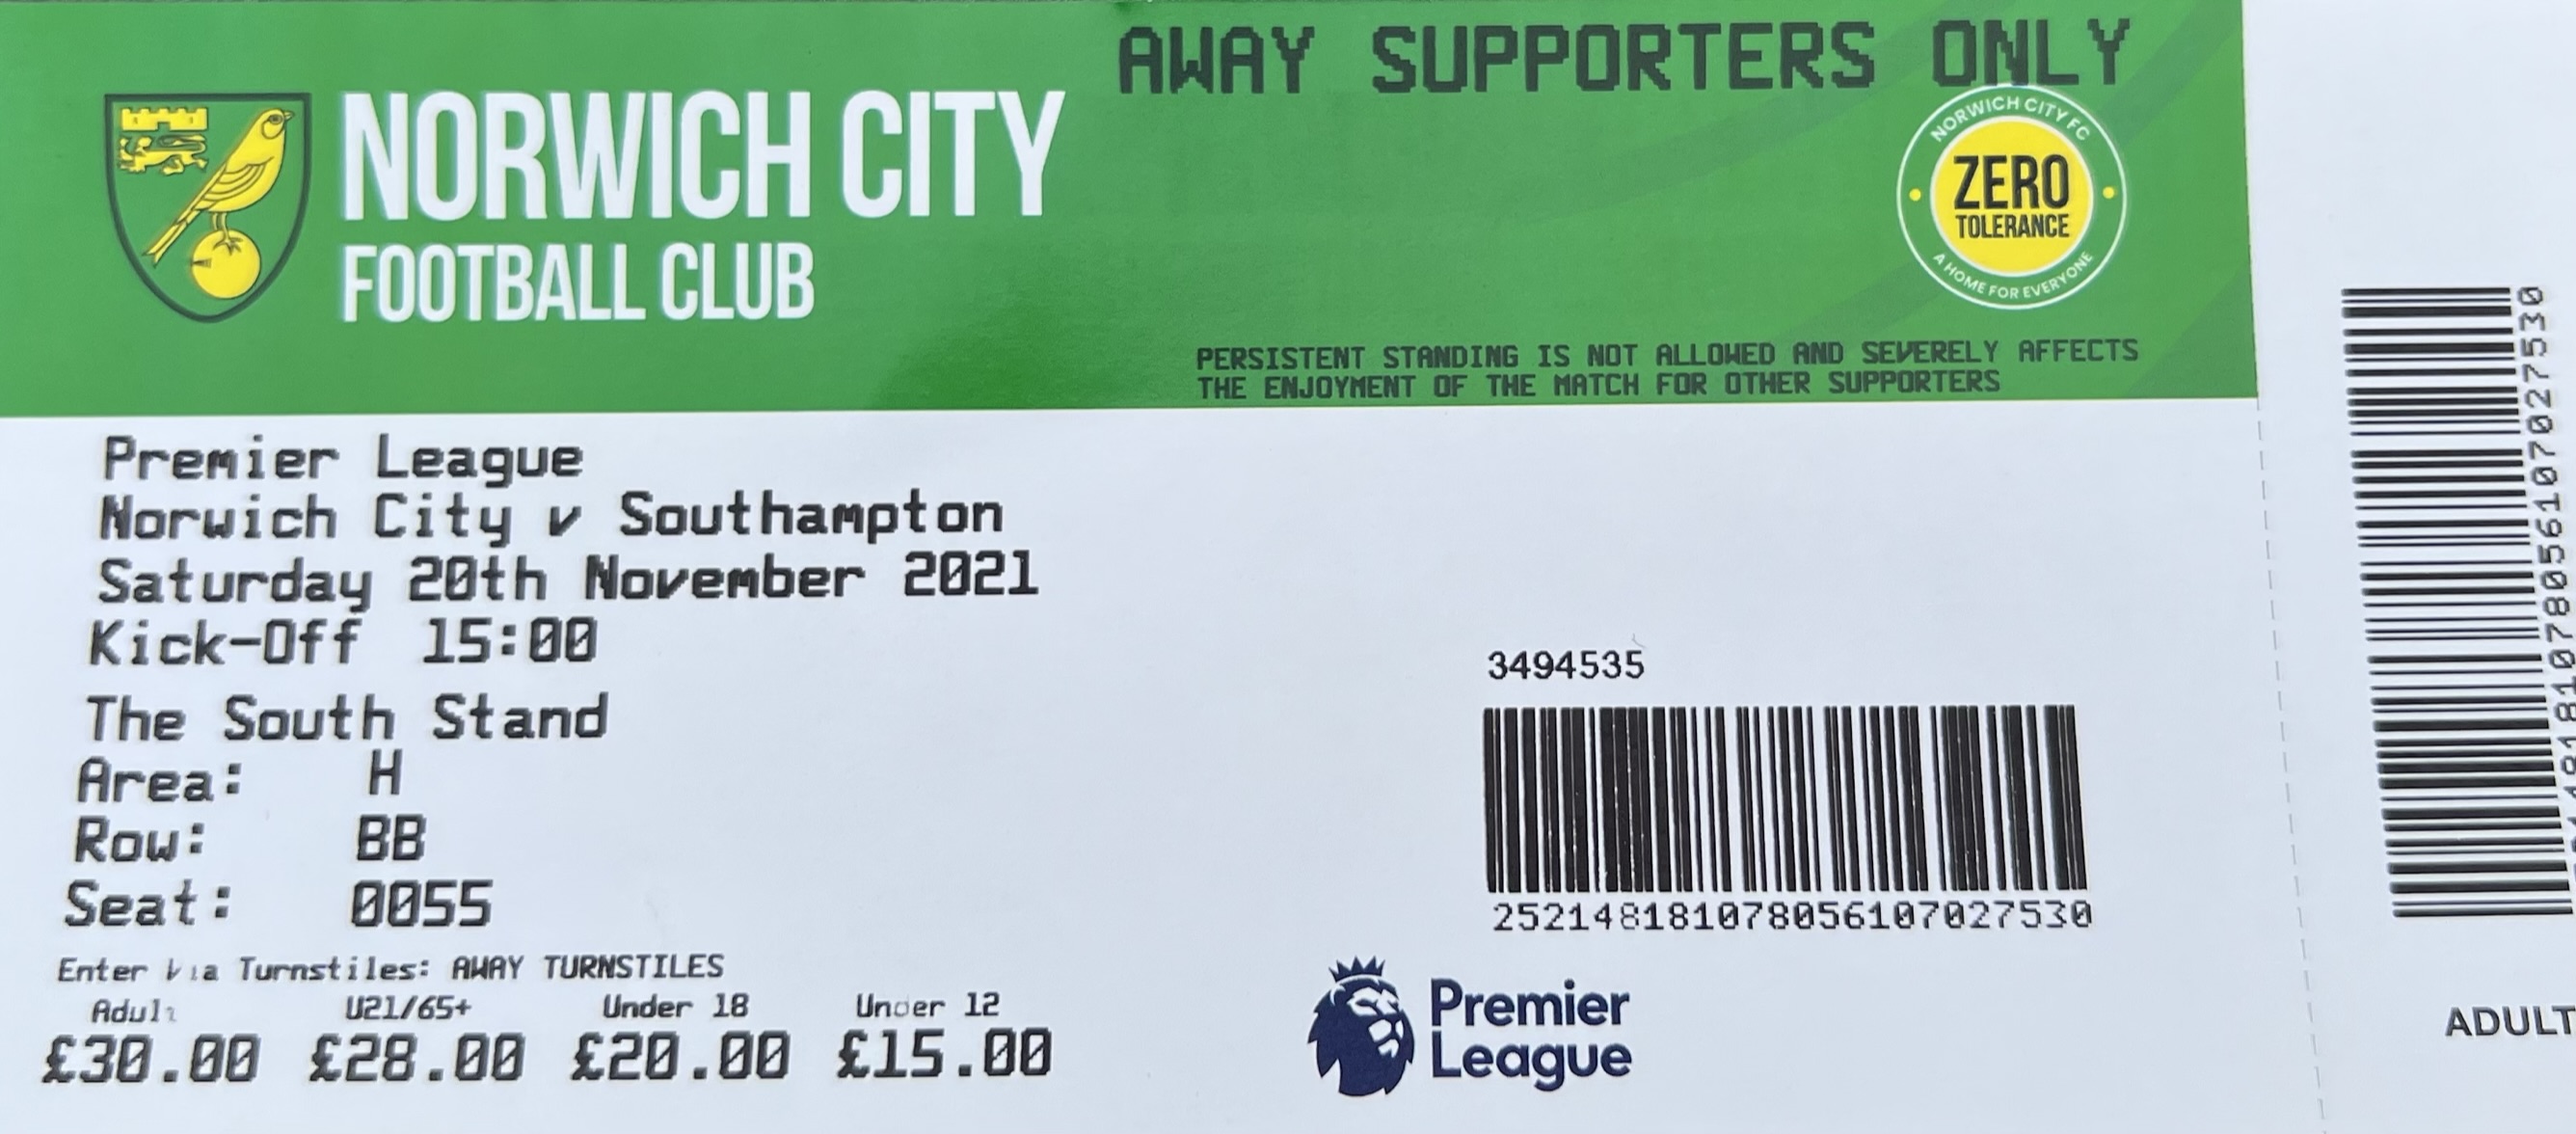 AWAY SUPPORTERS ONLY
NORWICH CITY
FOOTBALL CLUB
NORWICH CITY FC
ZERO
TOLERANCE
A HOME FOR EVERYONE
PERSISTENT STANDING IS NOT ALLOWED AND SEVERELY AFFECTS
THE ENJOYMENT OF THE MATCH FOR OTHER SUPPORTERS
Premier League
Norwich City v Southampton
Saturday 20th November 2021
Kick-Off 15:00
The South Stand
Area: H
Row: BB
Seat: 0055
Enter Via Turnstiles: AWAY TURNSTILES
Adult U21/65+ Under 18 Under 12
£30.00 £28.00 £20.00 £15.00
3494535
252148181078056107027530
Premier
League
ADULT